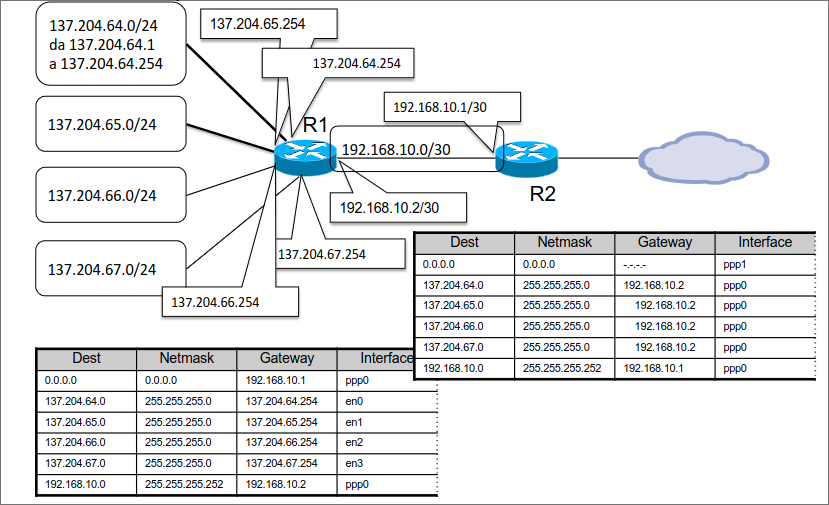 137.204.64.0/24
da 137.204.64.1
a 137.204.64.254
137.204.65.254
137.204.64.254
192.168.10.1/30
137.204.65.0/24
R1
192.168.10.0/30
R2
137.204.66.0/24
192.168.10.2/30
137.204.67.0/24
137.204.67.254
137.204.66.254
Dest Netmask Gateway Interface
0.0.0.0 0.0.0.0 -.-.-.- ppp1
137.204.64.0 255.255.255.0 192.168.10.2 ppp0
137.204.65.0 255.255.255.0 192.168.10.2 ppp0
137.204.66.0 255.255.255.0 192.168.10.2 ppp0
137.204.67.0 255.255.255.0 192.168.10.2 ppp0
192.168.10.0 255.255.255.252 192.168.10.1 ppp0
Dest Netmask Gateway Interface
0.0.0.0 0.0.0.0 192.168.10.1 ppp0
137.204.64.0 255.255.255.0 137.204.64.254 en0
137.204.65.0 255.255.255.0 137.204.65.254 en1
137.204.66.0 255.255.255.0 137.204.66.254 en2
137.204.67.0 255.255.255.0 137.204.67.254 en3
192.168.10.0 255.255.255.252 192.168.10.2 ppp0